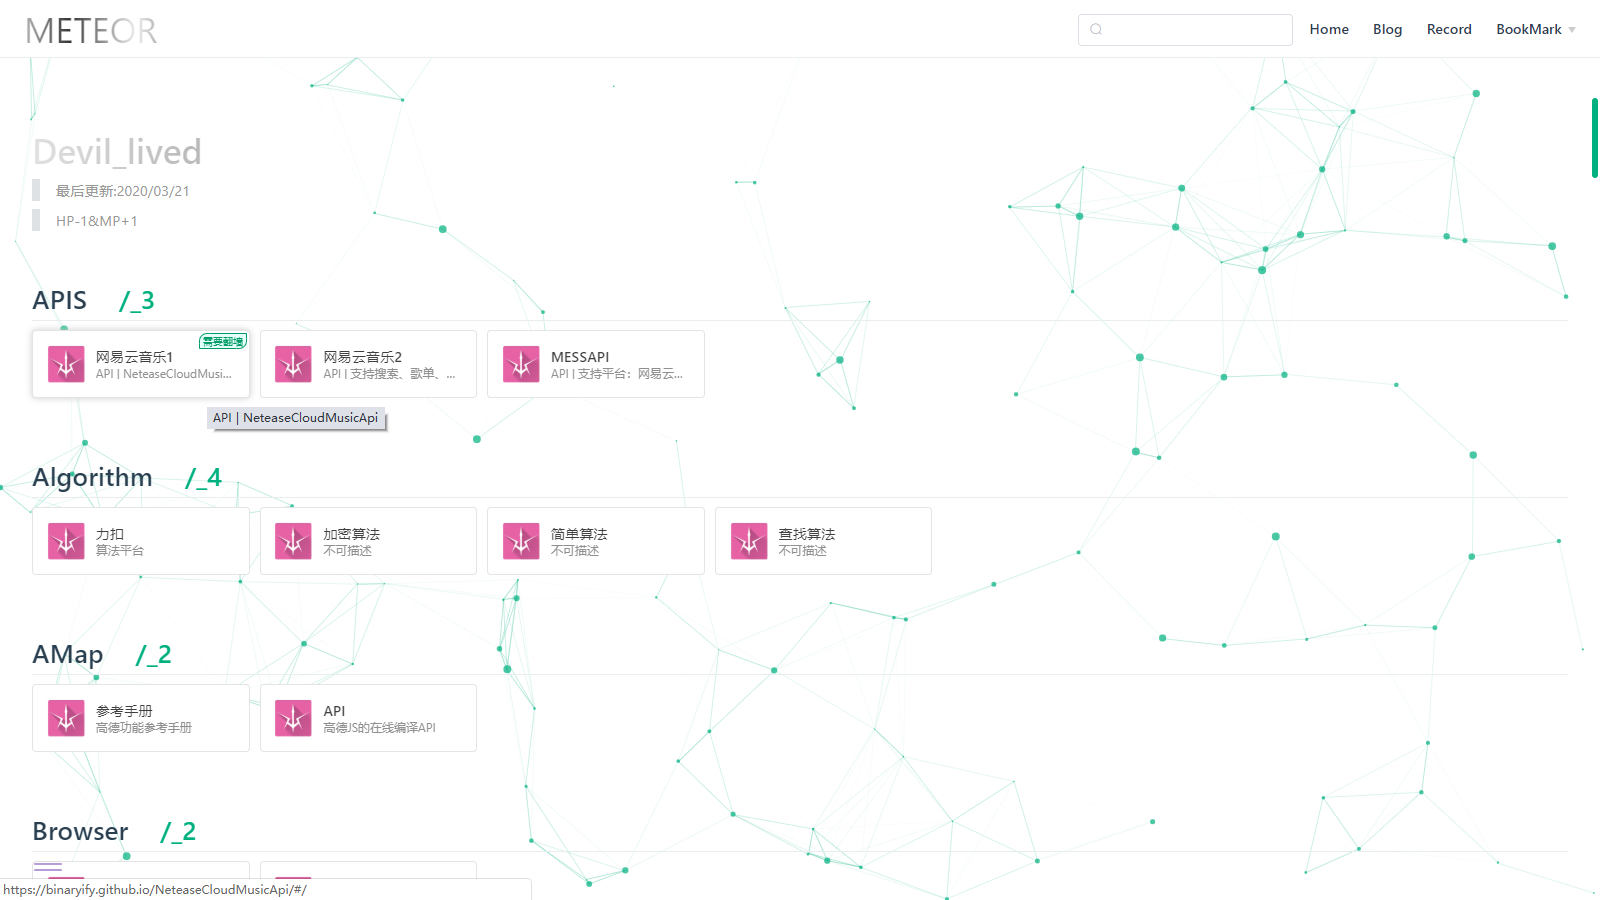 METEOR
Home Blog Record BookMark
Devil_lived
最后更新:2020/03/21
HP-1&MP+1
APIS /_3
需要翻墙
网易云音乐1
API | NeteaseCloudMusi...
网易云音乐2
API | 支持搜索、歌单、...
MESSAPI
API | 支持平台：网易云...
API | NeteaseCloudMusicApi
Algorithm /_4
力扣
算法平台
加密算法
不可描述
简单算法
不可描述
查找算法
不可描述
AMap /_2
参考手册
高德功能参考手册
API
高德JS的在线编译API
Browser /_2
https://binaryify.github.io/NeteaseCloudMusicApi/#/